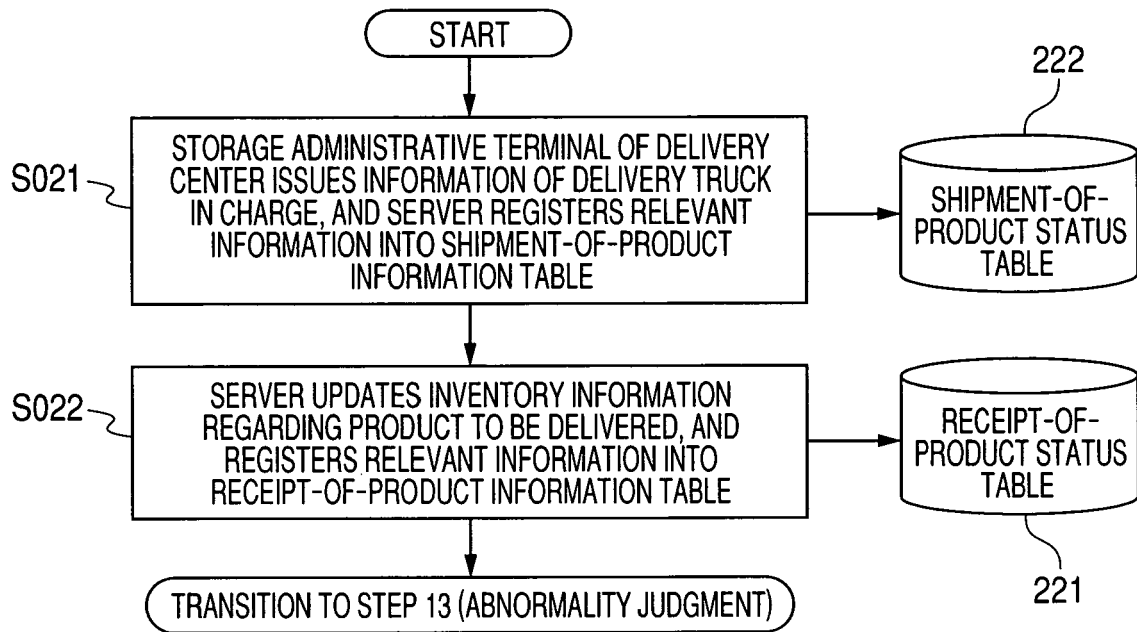 START
222
S021
STORAGE ADMINISTRATIVE TERMINAL OF DELIVERY
CENTER ISSUES INFORMATION OF DELIVERY TRUCK
IN CHARGE, AND SERVER REGISTERS RELEVANT
INFORMATION INTO SHIPMENT-OF-PRODUCT
INFORMATION TABLE
SHIPMENT-OF-
PRODUCT STATUS
TABLE
S022
SERVER UPDATES INVENTORY INFORMATION
REGARDING PRODUCT TO BE DELIVERED, AND
REGISTERS RELEVANT INFORMATION INTO
RECEIPT-OF-PRODUCT INFORMATION TABLE
RECEIPT-OF-
PRODUCT STATUS
TABLE
221
TRANSITION TO STEP 13 (ABNORMALITY JUDGMENT)